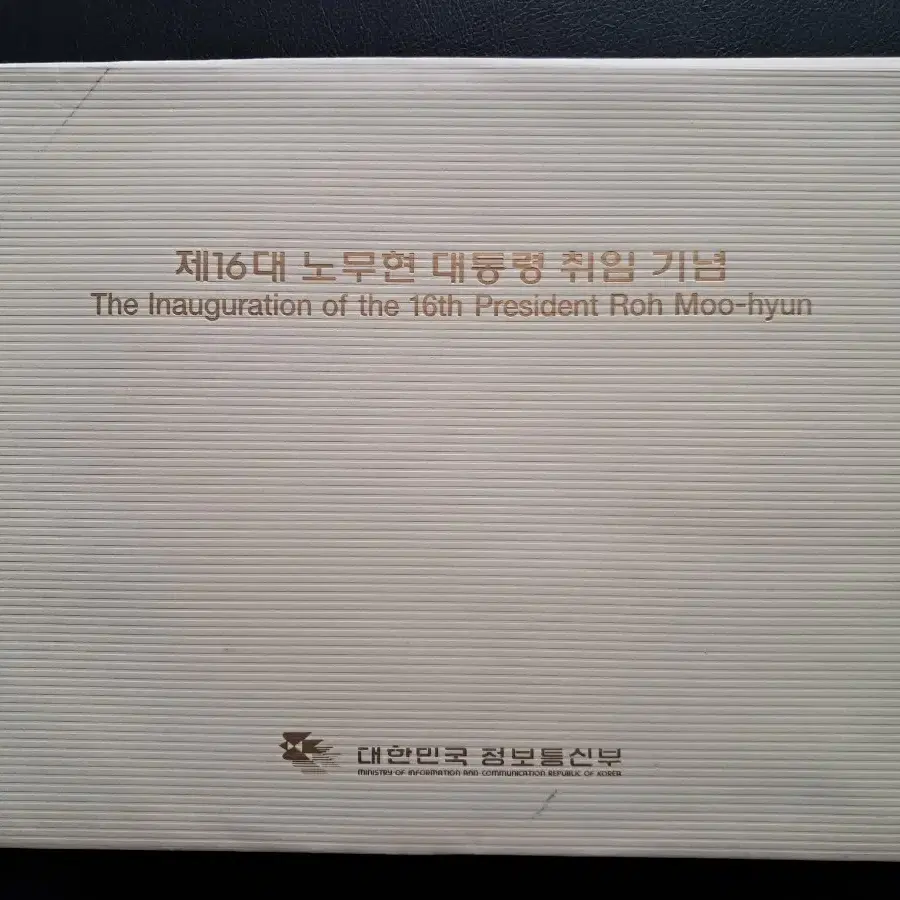 제16대 노무현 대통령 취임 기념
The Inauguration of the 16th President Roh Moo-hyun
대한민국 정보통신부
MINISTRY OF INFORMATION AND COMMUNICATION REPUBLIC OF KOREA